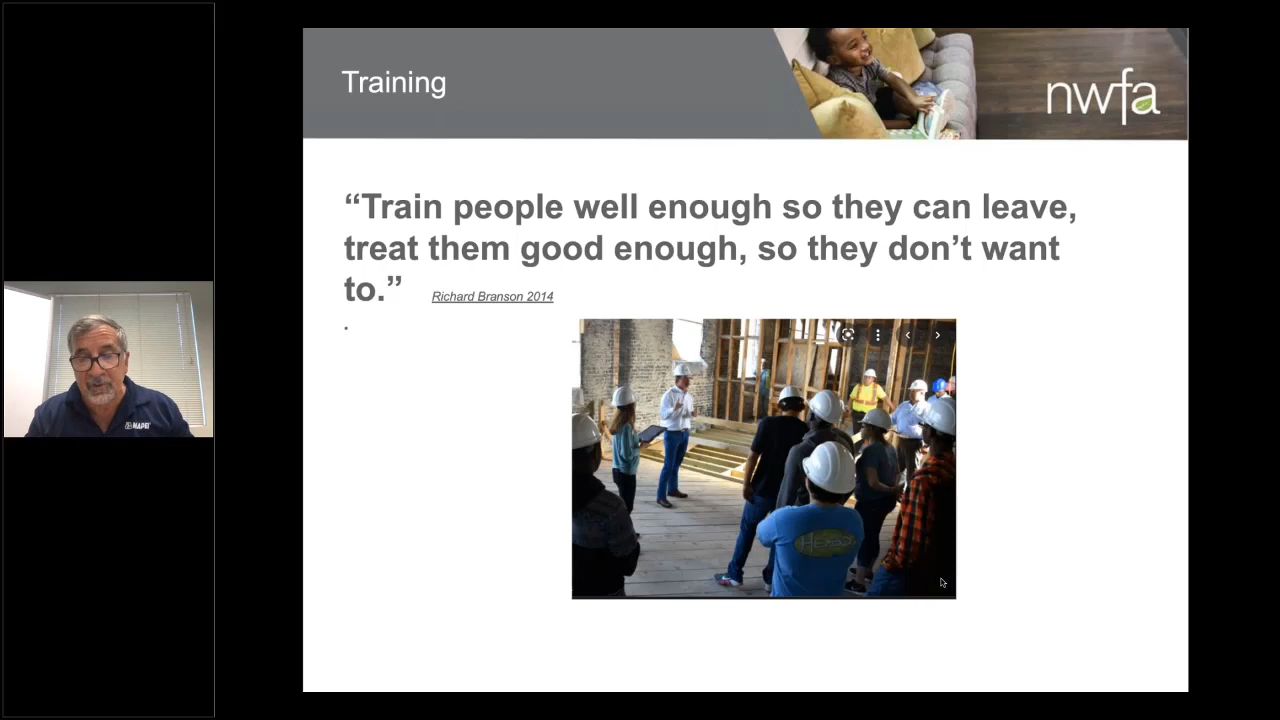 Training
nwfa
“Train people well enough so they can leave,
treat them good enough, so they don’t want
to.” Richard Branson 2014
.
MAPEI